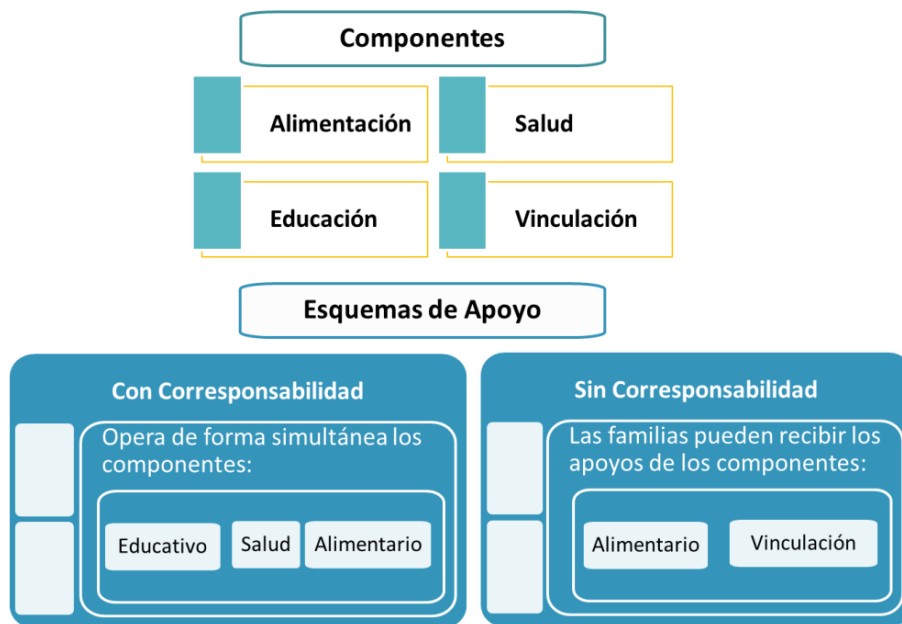 Componentes
Alimentación
Salud
Educación
Vinculación
Esquemas de Apoyo
Con Corresponsabilidad
Opera de forma simultánea los
componentes:
Educativo
Salud
Alimentario
Sin Corresponsabilidad
Las familias pueden recibir los
apoyos de los componentes:
Alimentario
Vinculación